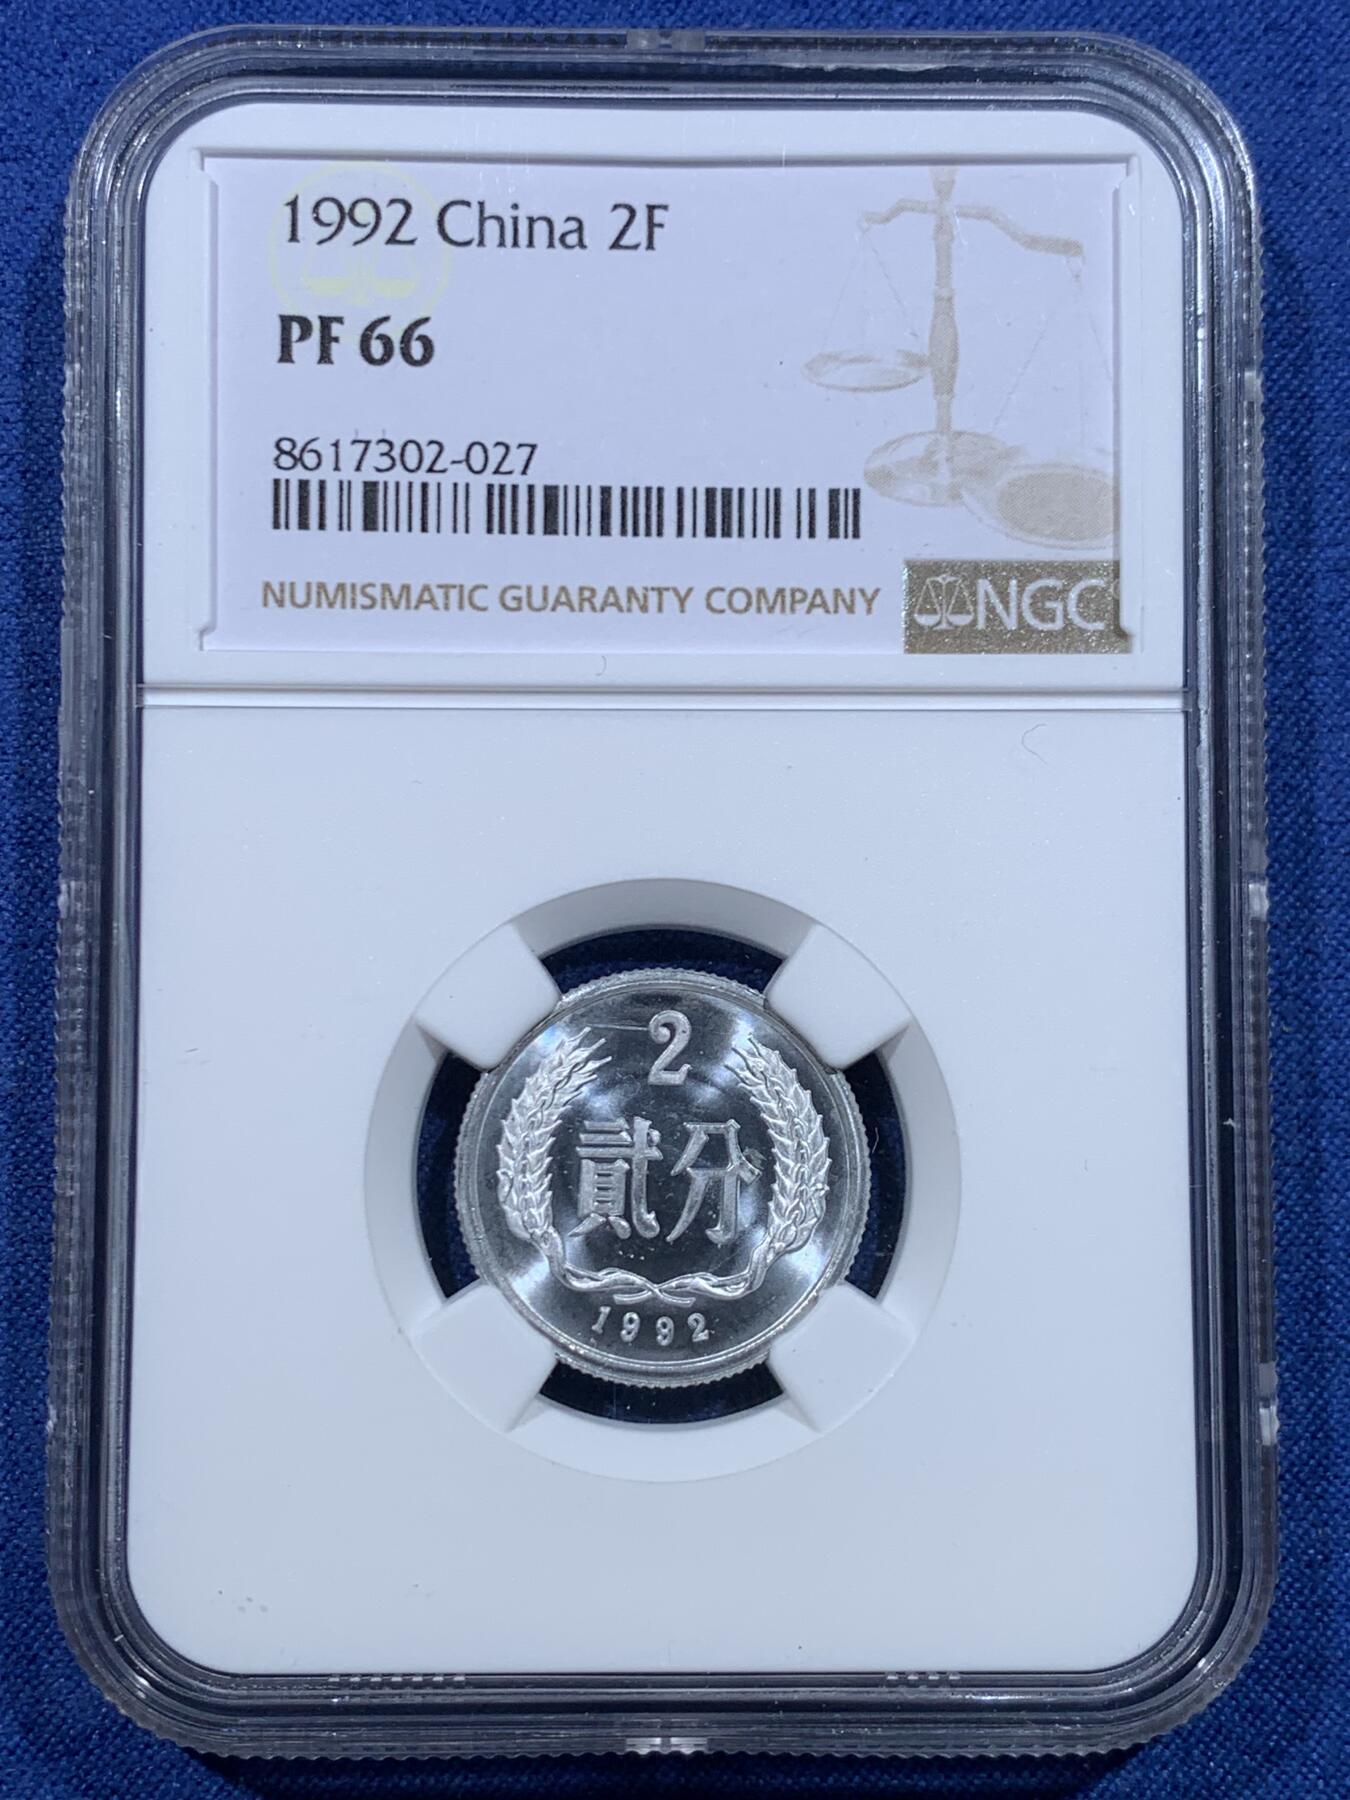 1992 China 2F
PF 66
8617302-027
NUMISMATIC GUARANTY COMPANY
NGC
2
貳分
1992